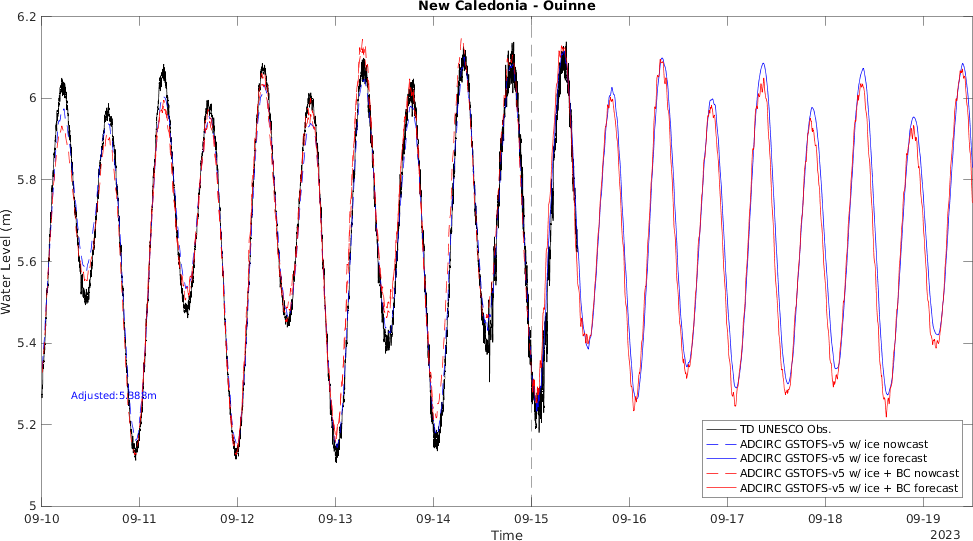 New Caledonia - Ouinne
6.2
6
5.8
5.6
5.4
5.2
5
Water Level (m)
Adjusted:5.388m
TD UNESCO Obs.
ADCIRC GSTOFS-v5 w/ ice nowcast
ADCIRC GSTOFS-v5 w/ ice forecast
ADCIRC GSTOFS-v5 w/ ice + BC nowcast
ADCIRC GSTOFS-v5 w/ ice + BC forecast
09-10 09-11 09-12 09-13 09-14 09-15 09-16 09-17 09-18 09-19
Time
2023